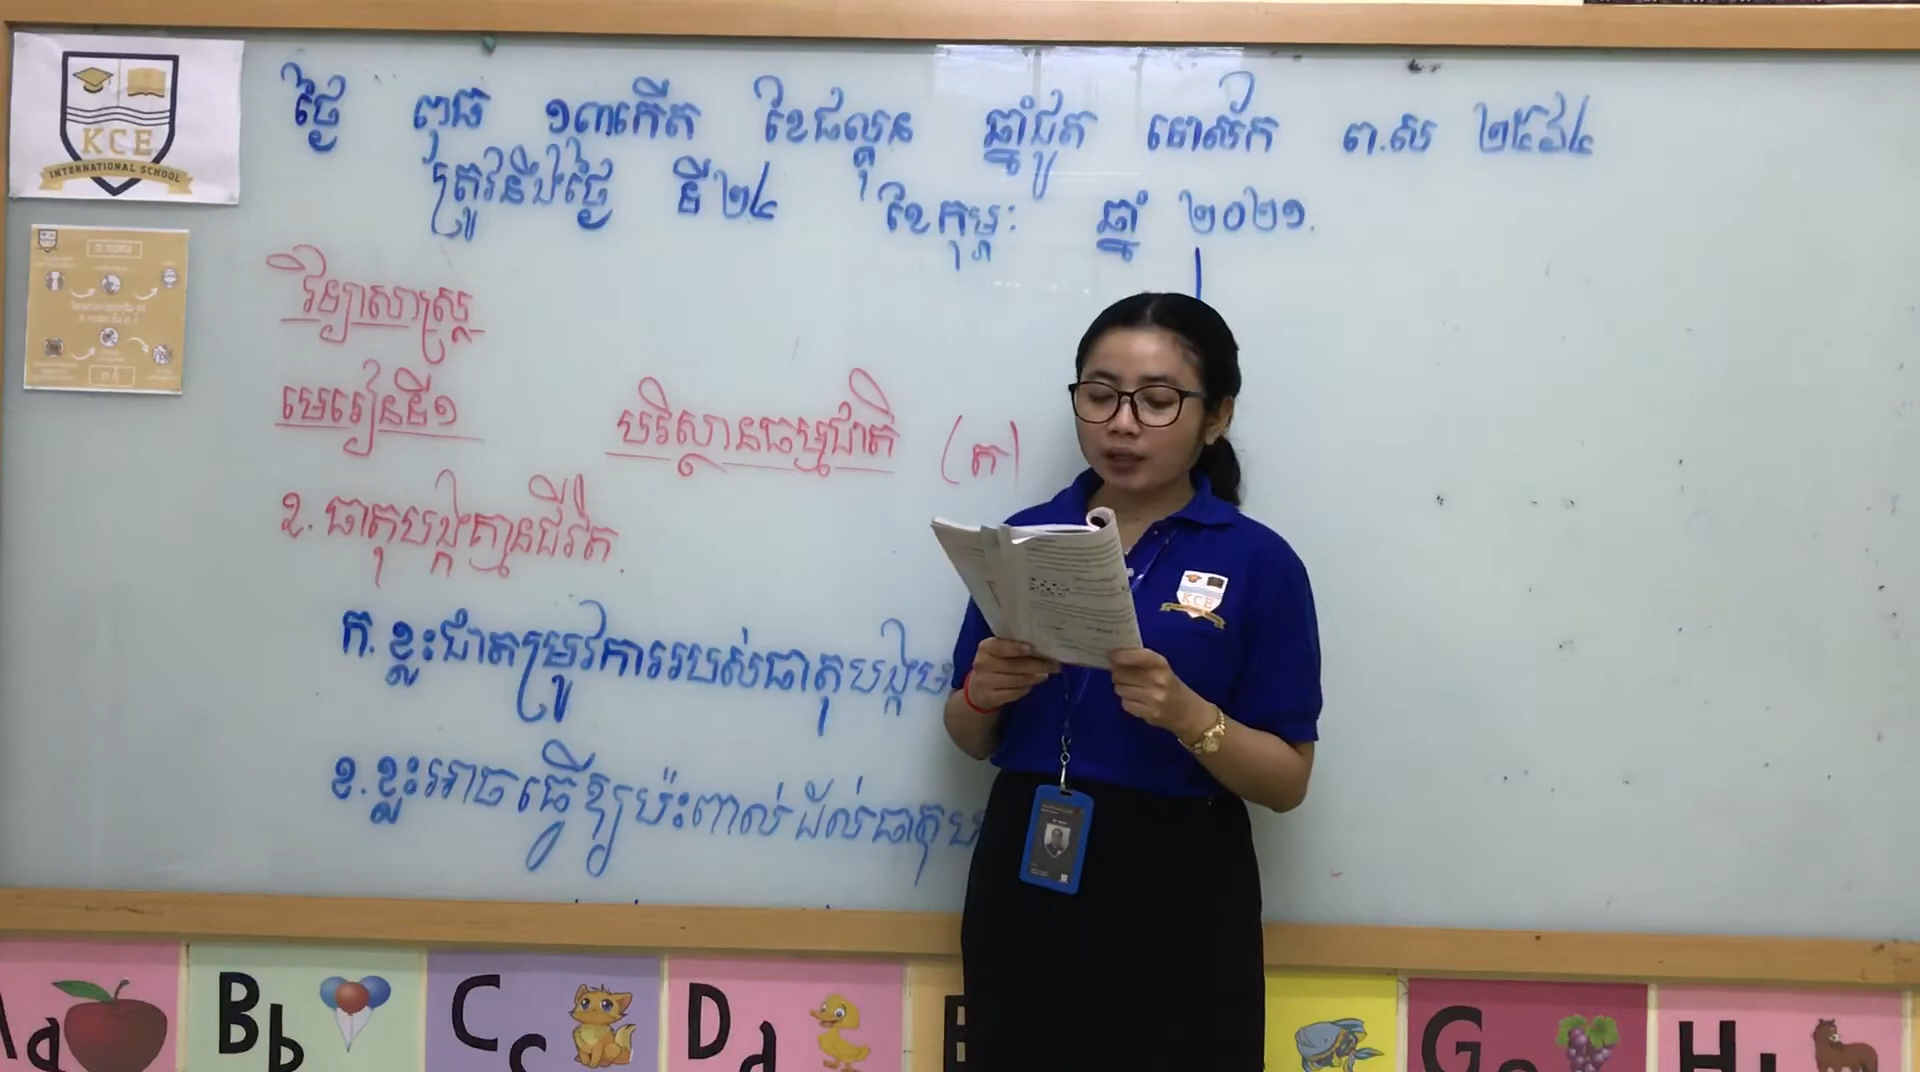 KCE
INTERNATIONAL SCHOOL
ថ្ងៃ ពុធ ១៣កើត ខែផល្គុន ឆ្នាំជូត ទោស័ក ព.ស ២៥៦៤
ត្រូវនឹងថ្ងៃ ទី២៤ ខែកុម្ភៈ ឆ្នាំ ២០២១.
វិទ្យាសាស្ត្រ
មេរៀនទី១ បរិស្ថានធម្មជាតិ (ត)
២. ធាតុបង្កគ្មានជីវិត.
ក. ខ្លះជាតម្រូវការរបស់ធាតុបង្កមាន
ខ. ខ្លះអាចធ្វើឱ្យប៉ះពាល់ដល់ធាតុប
KCE
Bb
Cc
Dd